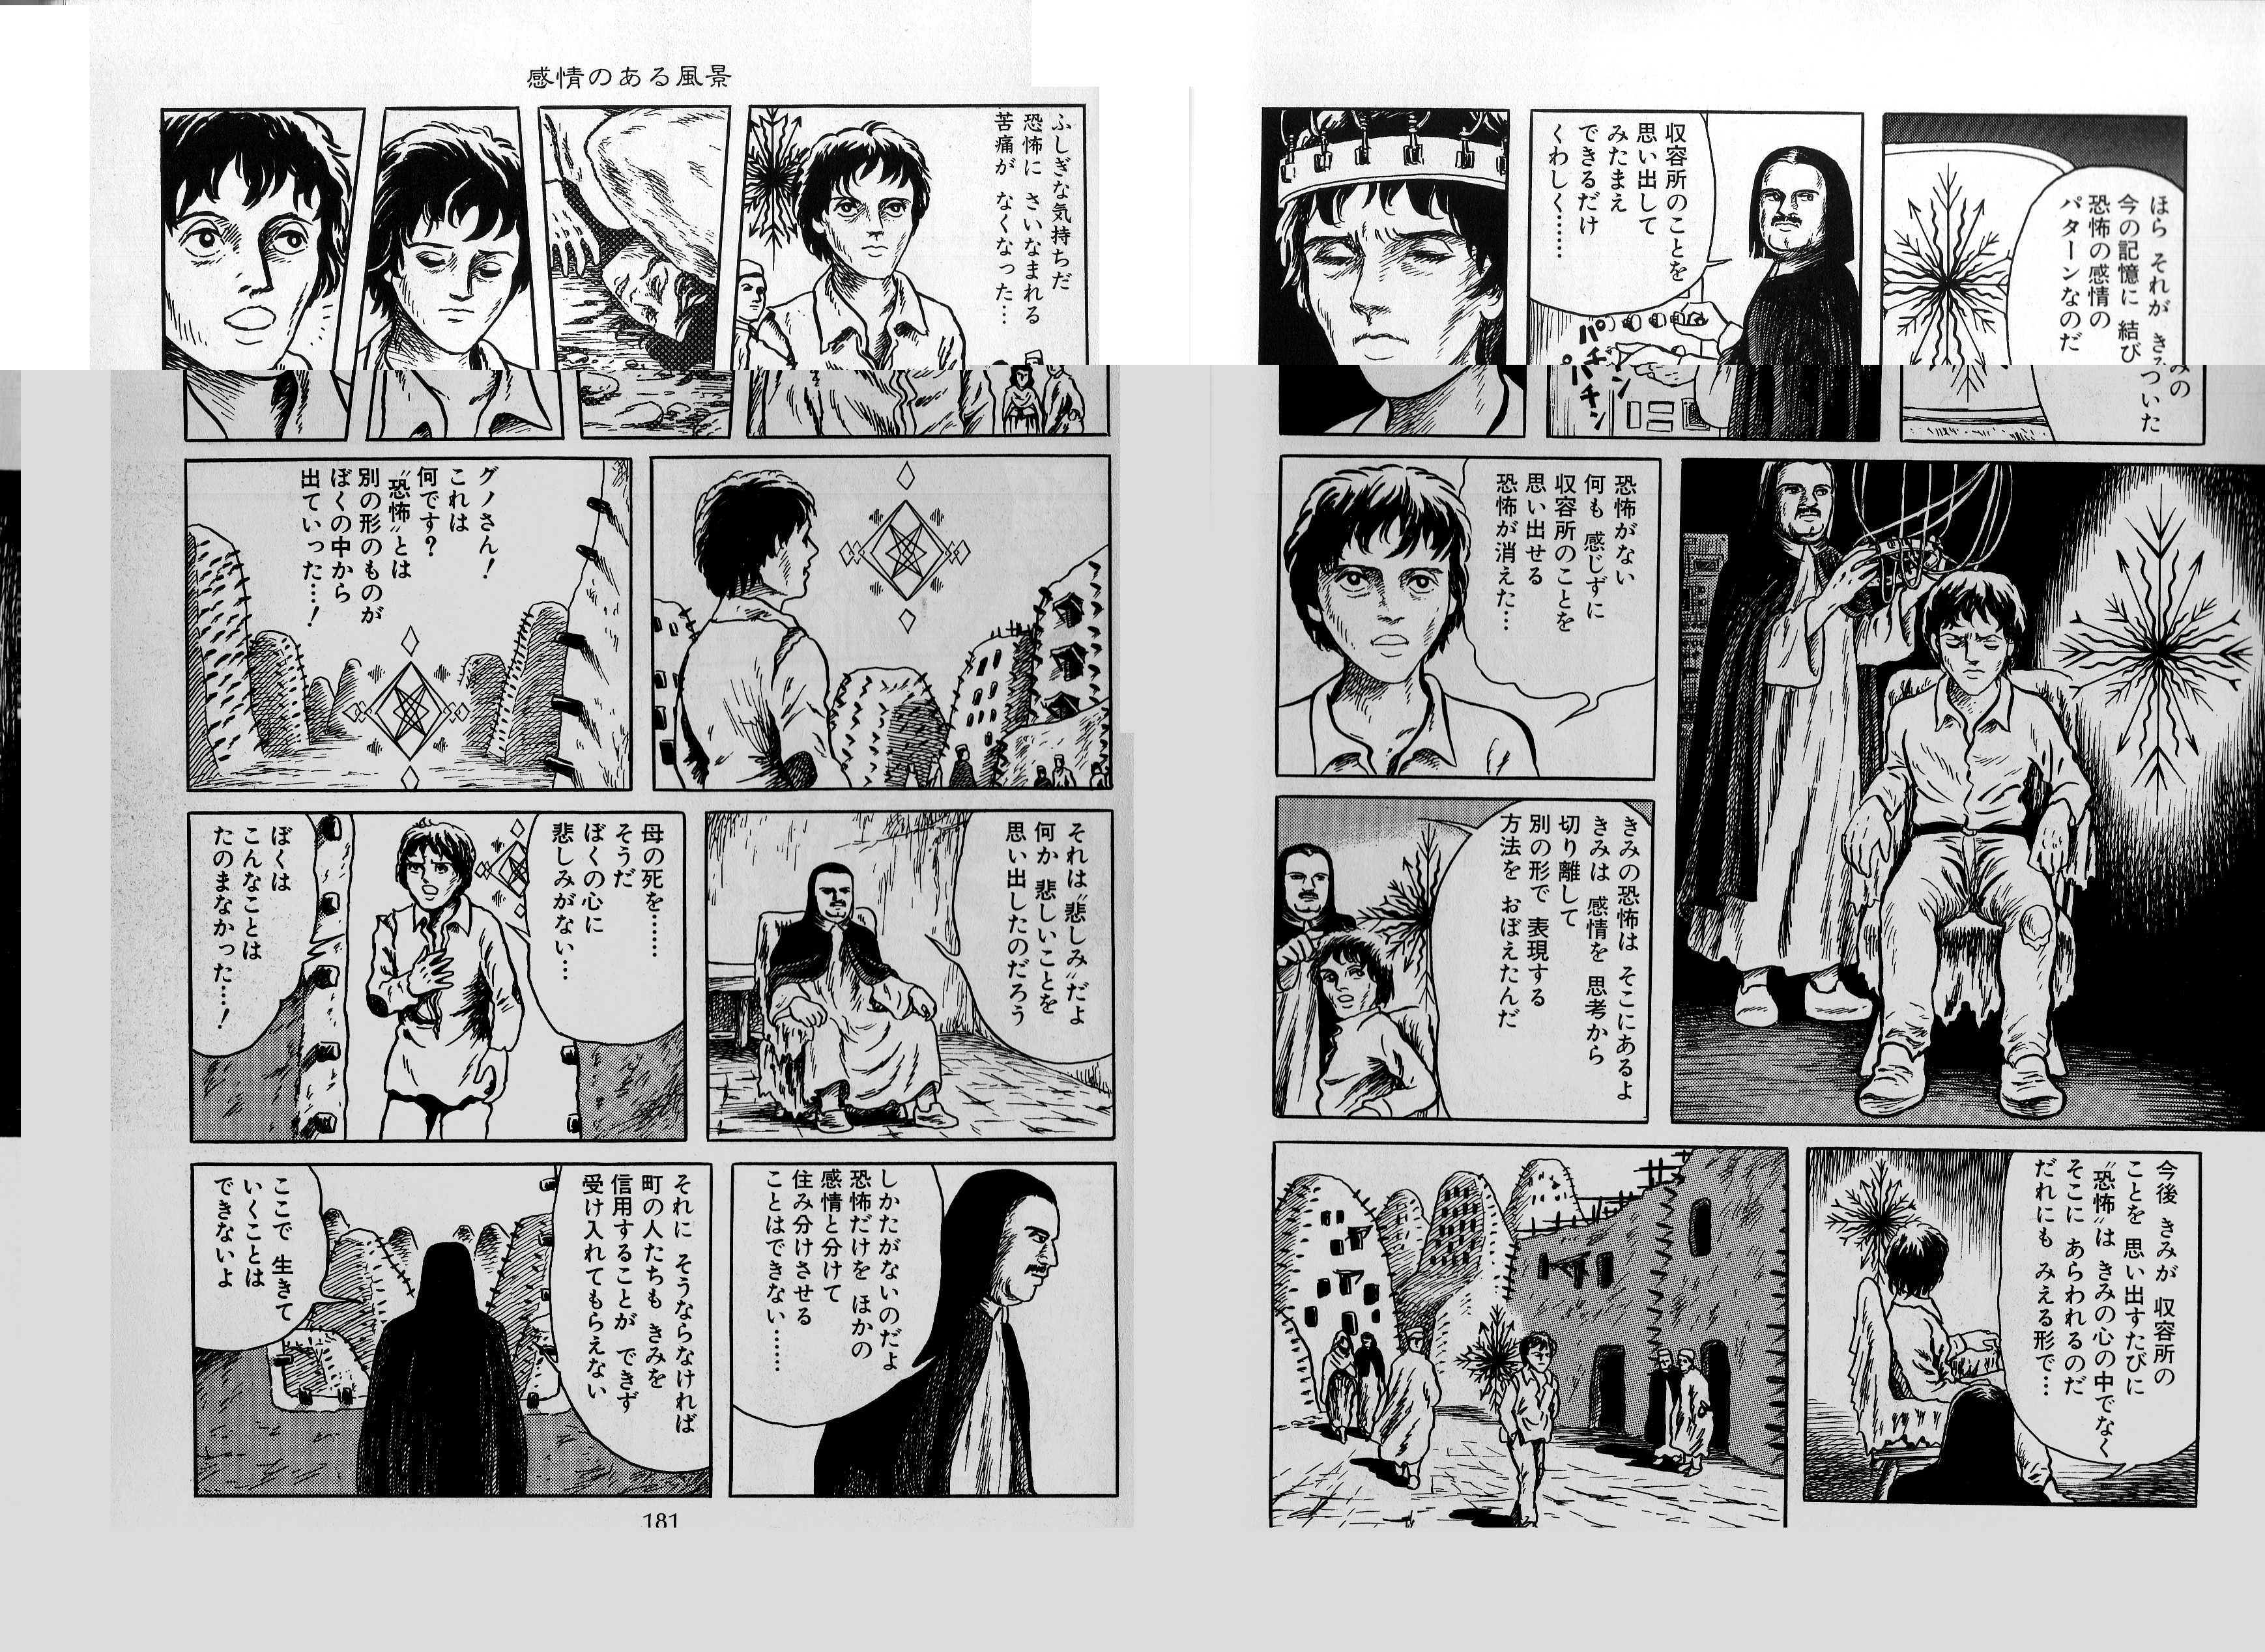 ほら それが きみの
今の記憶に 結びついた
恐怖の感情の
パターンなのだ
収容所のことを
思い出して
みたまえ
できるだけ
くわしく……
パチン
パチン
恐怖がない
何も 感じずに
収容所のことを
思い出せる
恐怖が消えた…
きみの恐怖は そこにあるよ
きみは 感情を 思考から
切り離して
別の形で 表現する
方法を おぼえたんだ
今後 きみが 収容所の
ことを 思い出すたびに
〝恐怖〟は きみの心の中でなく
そこに あらわれるのだ
だれにも みえる形で…
感情のある風景
ふしぎな気持ちだ
恐怖に さいなまれる
苦痛が なくなった…
グノさん!
これは
何です?
〝恐怖〟とは
別の形のものが
ぼくの中から
出ていった…!
それは〝悲しみ〟だよ
何か 悲しいことを
思い出したのだろう
母の死を……
そうだ
ぼくの心に
悲しみがない…
ぼくは
こんなことは
たのまなかった…!
しかたがないのだよ
恐怖だけを ほかの
感情と分けて
住み分けさせる
ことはできない……
それに そうならなければ
町の人たちも きみを
信用することが できず
受け入れてもらえない
ここで 生きて
いくことは
できないよ
181